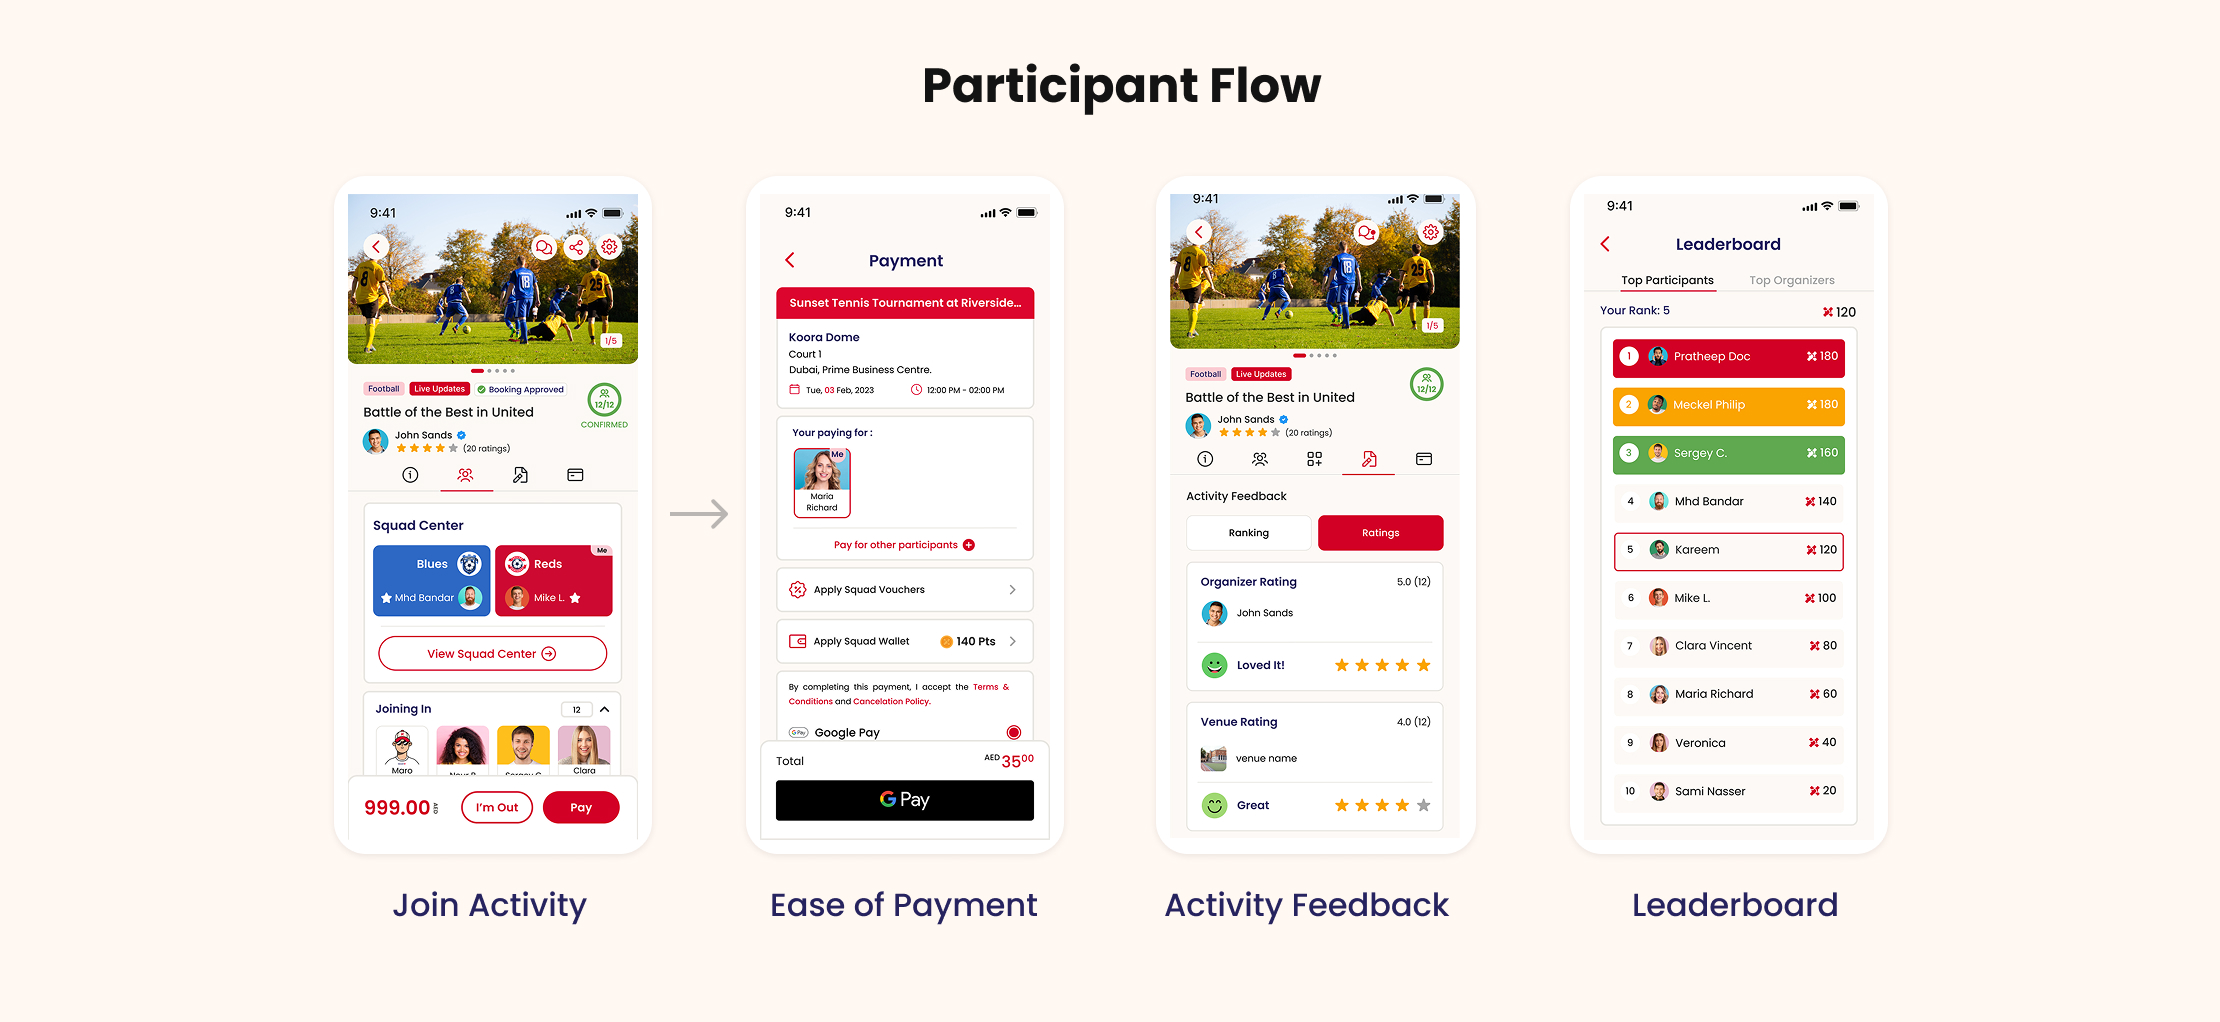 Participant Flow
9:41
1/5
Football
Live Updates
Booking Approved
12/12
CONFIRMED
Battle of the Best in United
John Sands
(20 ratings)
Squad Center
Blues
Mhd Bandar
Me
Reds
Mike L.
View Squad Center
Joining In
12
Maro
Clara
999.00 AED
I'm Out
Pay
Join Activity
9:41
Payment
Sunset Tennis Tournament at Riverside...
Koora Dome
Court 1
Dubai, Prime Business Centre.
Tue, 03 Feb, 2023
12:00 PM - 02:00 PM
Your paying for :
Me
Maria
Richard
Pay for other participants
Apply Squad Vouchers
Apply Squad Wallet
140 Pts
By completing this payment, I accept the Terms &
Conditions and Cancelation Policy.
G Pay
Google Pay
Total
AED 35 00
G Pay
Ease of Payment
9:41
1/5
Football
Live Updates
12/12
Battle of the Best in United
John Sands
(20 ratings)
Activity Feedback
Ranking
Ratings
Organizer Rating
5.0 (12)
John Sands
Loved It!
Venue Rating
4.0 (12)
venue name
Great
Activity Feedback
9:41
Leaderboard
Top Participants
Top Organizers
Your Rank: 5
120
1 Pratheep Doc 180
2 Meckel Philip 180
3 Sergey C. 160
4 Mhd Bandar 140
5 Kareem 120
6 Mike L. 100
7 Clara Vincent 80
8 Maria Richard 60
9 Veronica 40
10 Sami Nasser 20
Leaderboard